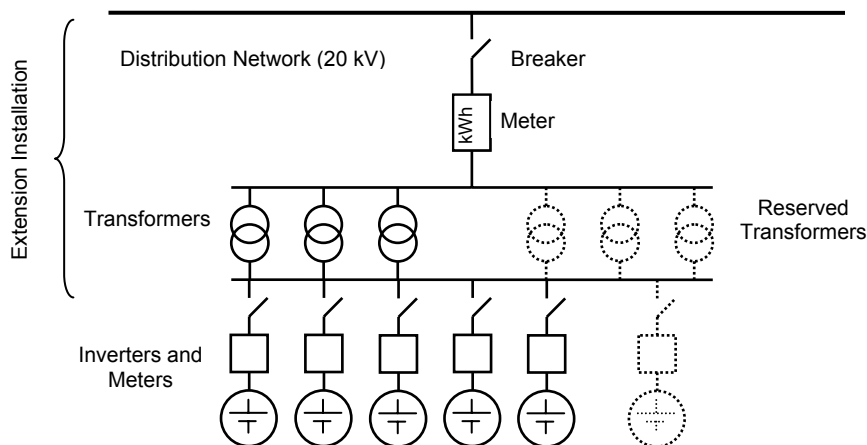 Extension Installation
Distribution Network (20 kV)
Breaker
kWh
Meter
Transformers
Reserved
Transformers
Inverters and
Meters